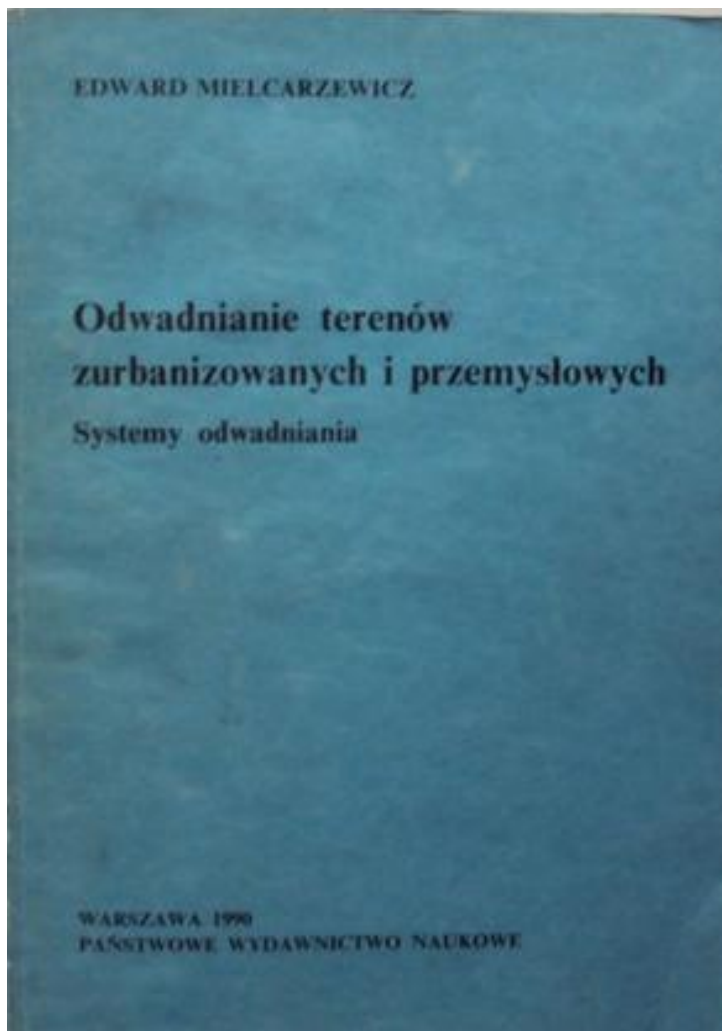 EDWARD MIELCARZEWICZ
Odwadnianie terenów
zurbanizowanych i przemysłowych
Systemy odwadniania
WARSZAWA 1990
PAŃSTWOWE WYDAWNICTWO NAUKOWE